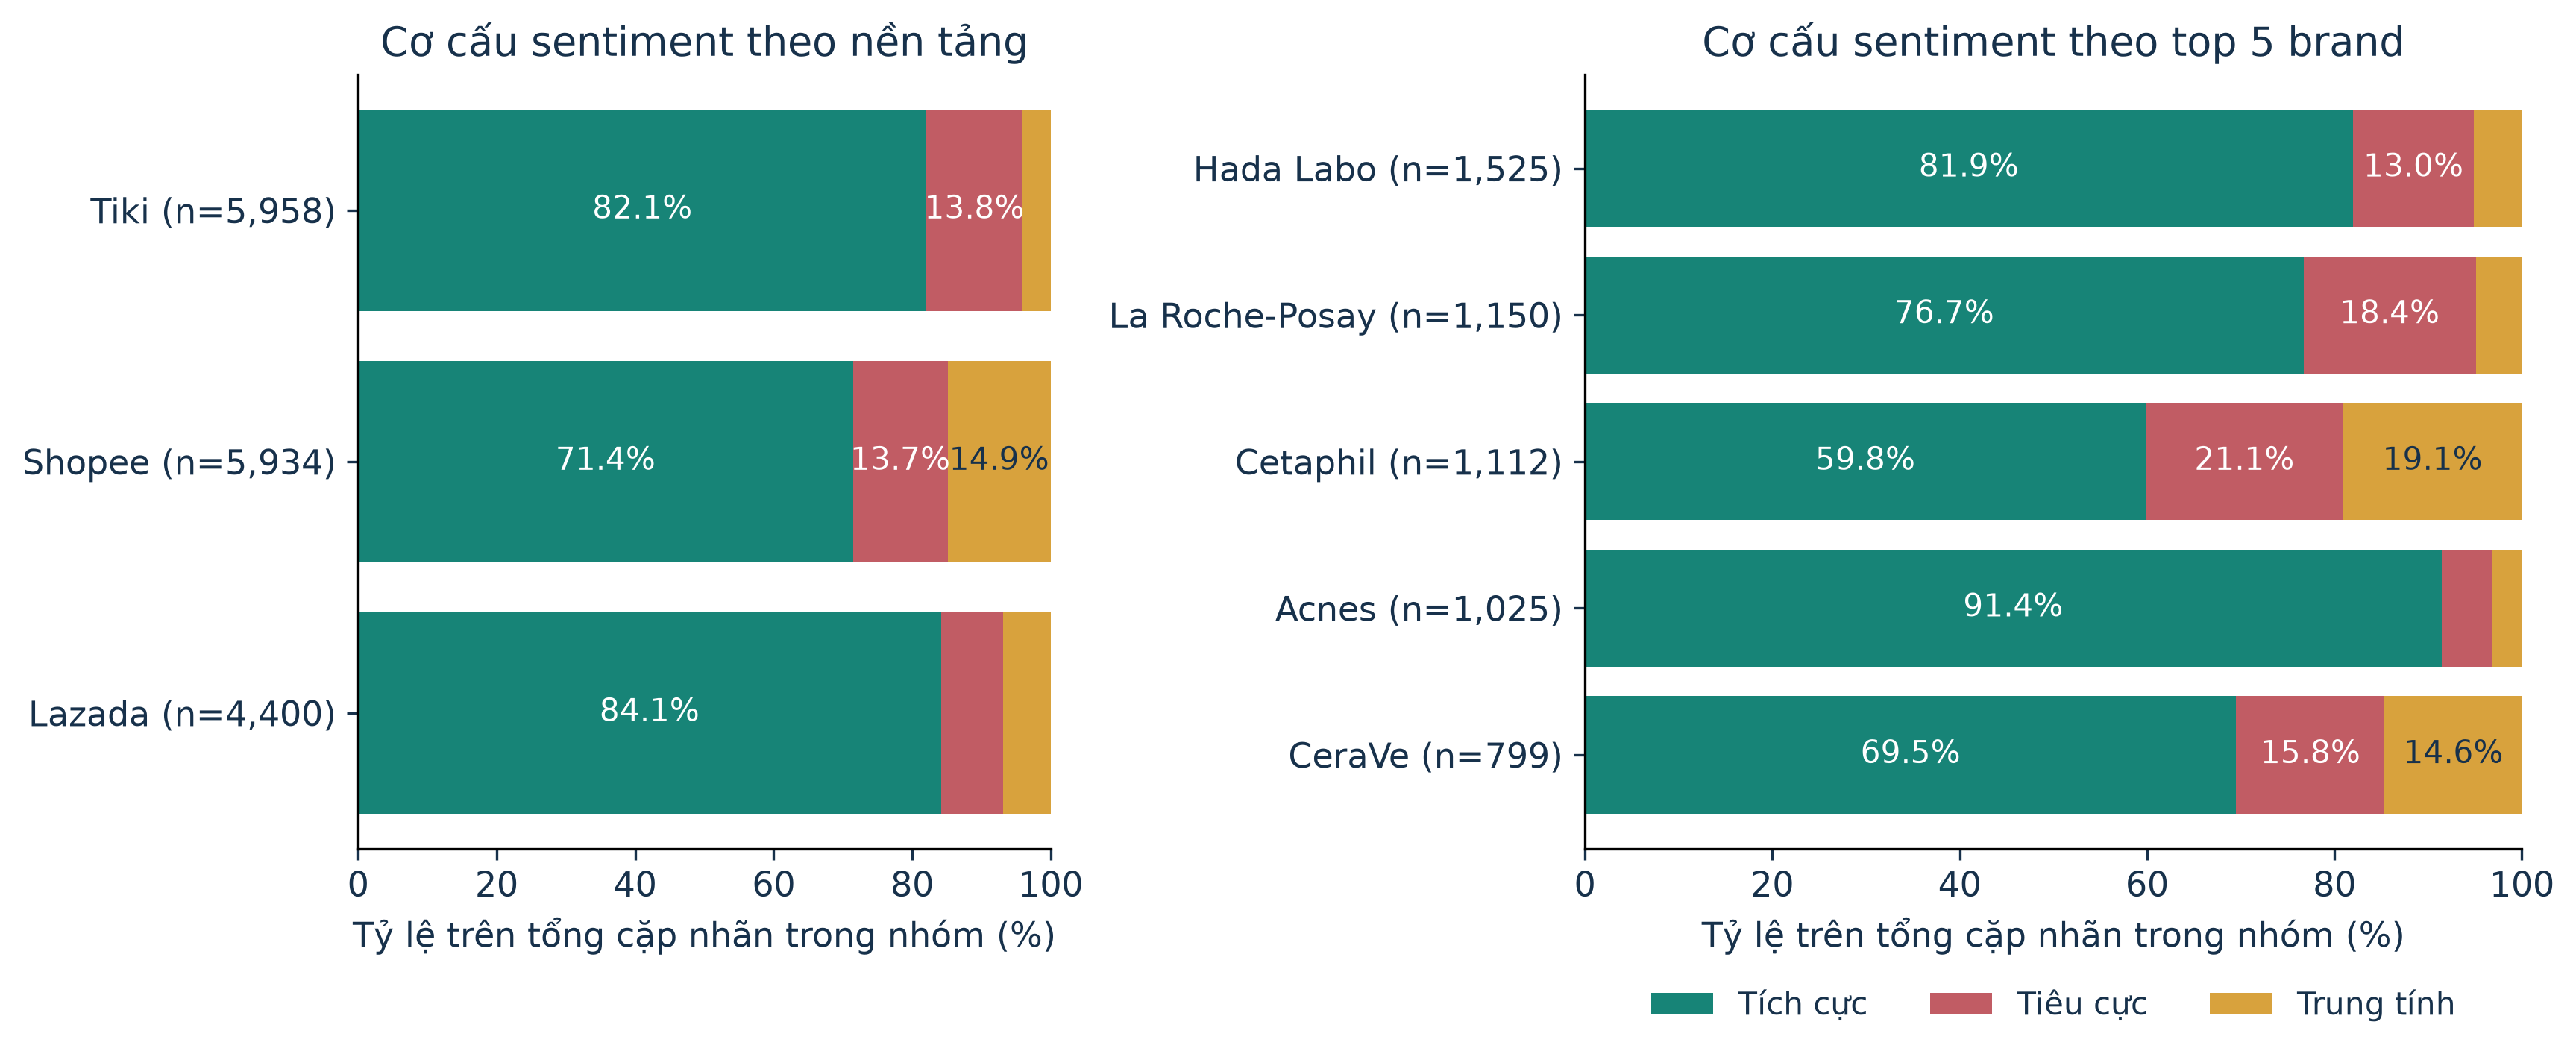 Cơ cấu sentiment theo nền tảng
Tiki (n=5,958)
82.1%
13.8%
Shopee (n=5,934)
71.4%
13.7%
14.9%
Lazada (n=4,400)
84.1%
0 20 40 60 80 100
Tỷ lệ trên tổng cặp nhãn trong nhóm (%)
Cơ cấu sentiment theo top 5 brand
Hada Labo (n=1,525)
81.9%
13.0%
La Roche-Posay (n=1,150)
76.7%
18.4%
Cetaphil (n=1,112)
59.8%
21.1%
19.1%
Acnes (n=1,025)
91.4%
CeraVe (n=799)
69.5%
15.8%
14.6%
0 20 40 60 80 100
Tỷ lệ trên tổng cặp nhãn trong nhóm (%)
Tích cực
Tiêu cực
Trung tính